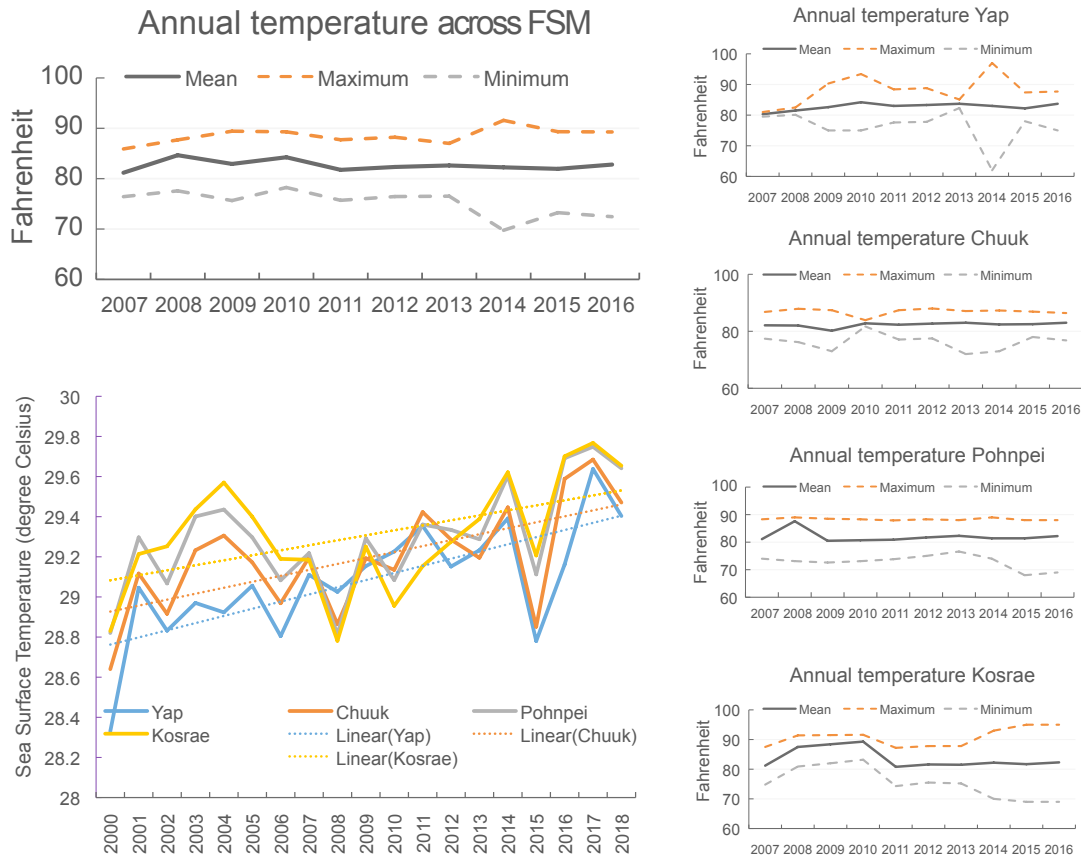 Annual temperature across FSM
Mean Maximum Minimum
Fahrenheit
100
90
80
70
60
2007 2008 2009 2010 2011 2012 2013 2014 2015 2016
Sea Surface Temperature (degree Celsius)
30
29.8
29.6
29.4
29.2
29
28.8
28.6
28.4
28.2
28
Yap Chuuk Pohnpei
Kosrae Linear(Yap) Linear(Chuuk)
Linear(Kosrae)
2000 2001 2002 2003 2004 2005 2006 2007 2008 2009 2010 2011 2012 2013 2014 2015 2016 2017 2018
Annual temperature Yap
Mean Maximum Minimum
Fahrenheit
100
90
80
70
60
2007 2008 2009 2010 2011 2012 2013 2014 2015 2016
Annual temperature Chuuk
Mean Maximum Minimum
Fahrenheit
100
80
60
2007 2008 2009 2010 2011 2012 2013 2014 2015 2016
Annual temperature Pohnpei
Mean Maximum Minimum
Fahrenheit
100
90
80
70
60
2007 2008 2009 2010 2011 2012 2013 2014 2015 2016
Annual temperature Kosrae
Mean Maximum Minimum
Fahrenheit
100
90
80
70
60
2007 2008 2009 2010 2011 2012 2013 2014 2015 2016